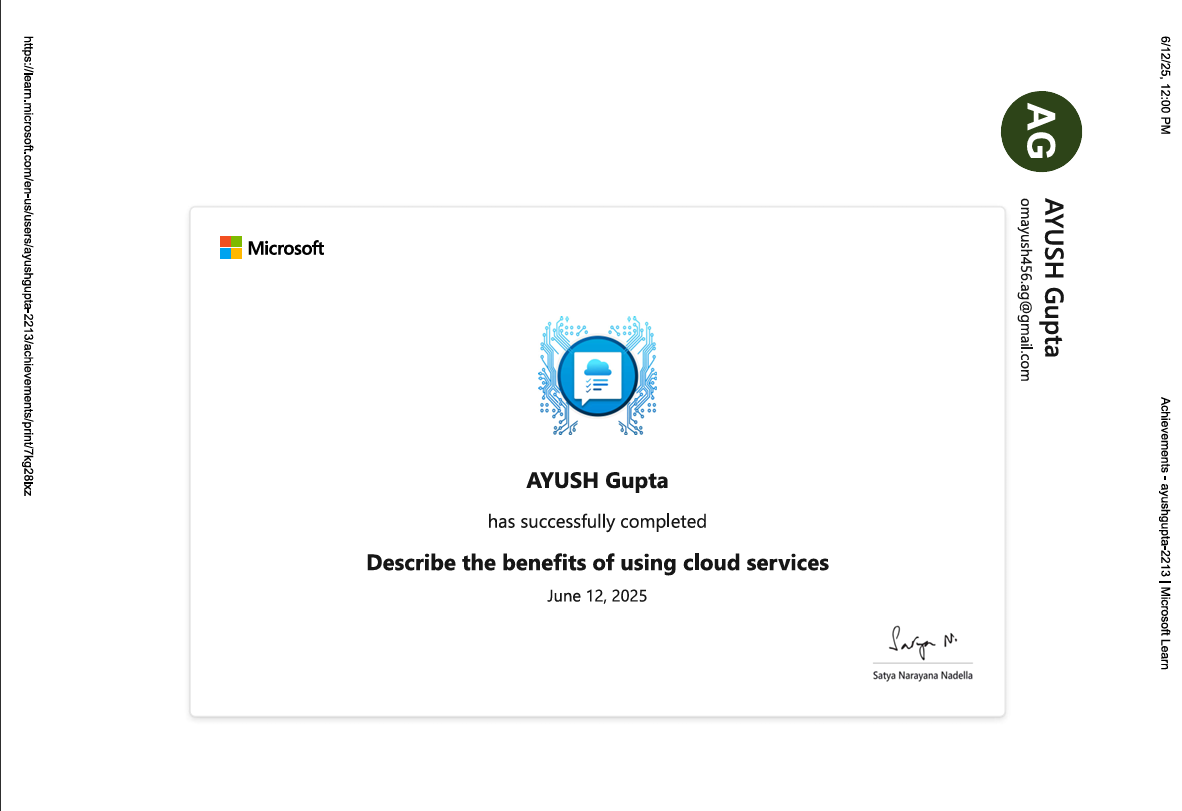 6/12/25, 12:00 PM
Achievements - ayushgupta-2213 | Microsoft Learn
AG
AYUSH Gupta
omayush456.ag@gmail.com
Microsoft
AYUSH Gupta
has successfully completed
Describe the benefits of using cloud services
June 12, 2025
Satya N.
Satya Narayana Nadella
https://learn.microsoft.com/en-us/users/ayushgupta-2213/achievements/print/7kg28lxz